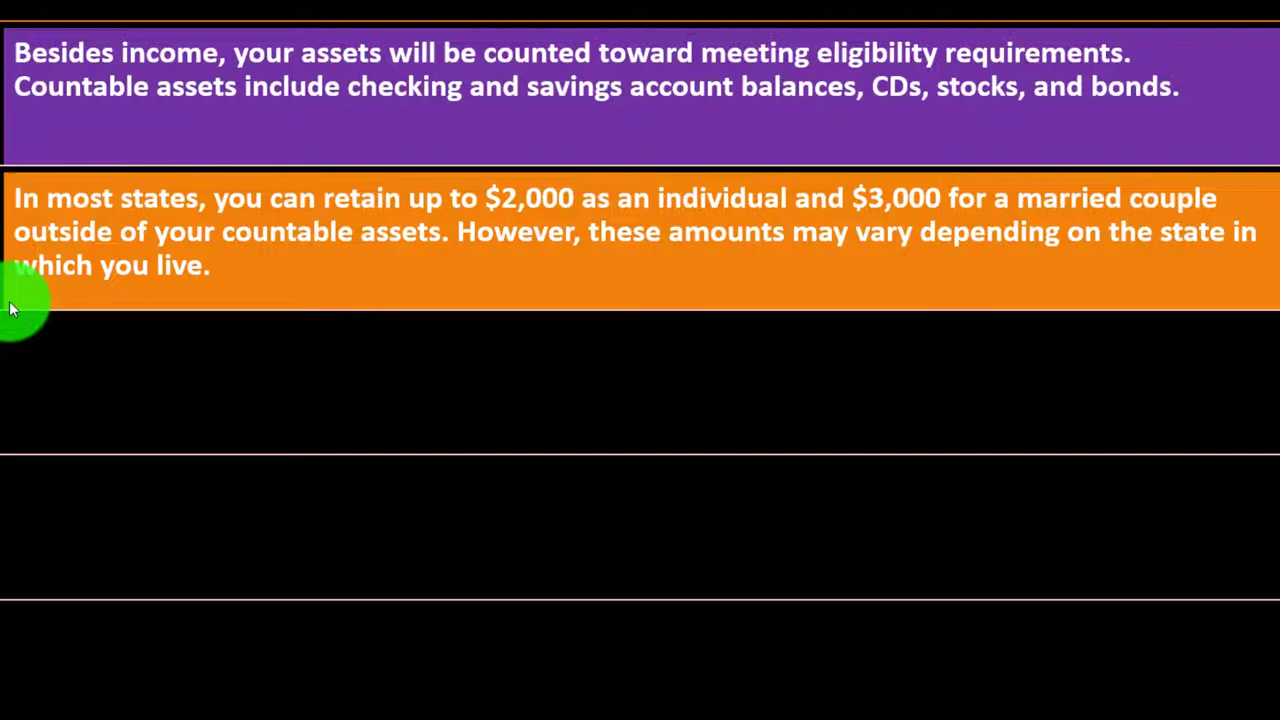 Besides income, your assets will be counted toward meeting eligibility requirements.
Countable assets include checking and savings account balances, CDs, stocks, and bonds.
In most states, you can retain up to $2,000 as an individual and $3,000 for a married couple
outside of your countable assets. However, these amounts may vary depending on the state in
which you live.